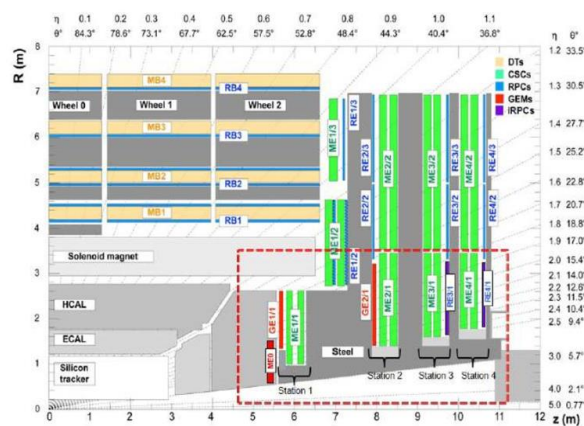 η 0.1 0.2 0.3 0.4 0.5 0.6 0.7 0.8 0.9 1.0 1.1
θ° 84.3° 78.6° 73.1° 67.7° 62.5° 57.5° 52.8° 48.4° 44.3° 40.4° 36.8° η θ°
R (m)
8
7
6
5
4
3
2
1
0
DTs
CSCs
RPCs
GEMs
iRPCs
MB4
RB4
Wheel 0 Wheel 1 Wheel 2
MB3
RB3
MB2
RB2
MB1
RB1
Solenoid magnet
HCAL
ECAL
Silicon
tracker
Steel
ME1/3
RE1/3
ME1/2
RE1/2
GE1/1
ME1/1
ME0
RE2/3
RE2/2
ME2/2
GE2/1
ME2/1
ME3/2
RE3/3
RE3/2
ME3/1
RE3/1
ME4/2
RE4/3
RE4/2
ME4/1
RE4/1
Station 1
Station 2
Station 3
Station 4
1.2 33.5°
1.3 30.5°
1.4 27.7°
1.5 25.2°
1.6 22.8°
1.7 20.7°
1.8 18.8°
1.9 17.0°
2.0 15.4°
2.1 14.0°
2.2 12.6°
2.3 11.5°
2.4 10.4°
2.5 9.4°
3.0 5.7°
4.0 2.1°
5.0 0.77°
0 1 2 3 4 5 6 7 8 9 10 11 12
z (m)